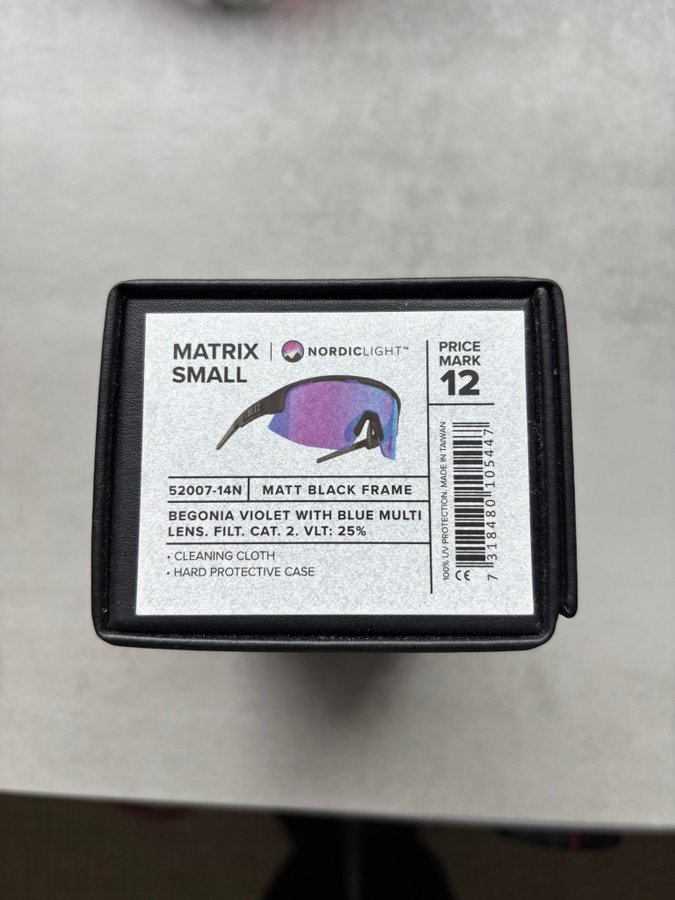 MATRIX
SMALL
NORDICLIGHT™
PRICE
MARK
12
52007-14N
MATT BLACK FRAME
BEGONIA VIOLET WITH BLUE MULTI
LENS. FILT. CAT. 2. VLT: 25%
• CLEANING CLOTH
• HARD PROTECTIVE CASE
100% UV PROTECTION. MADE IN TAIWAN
CE
7 318480 105447